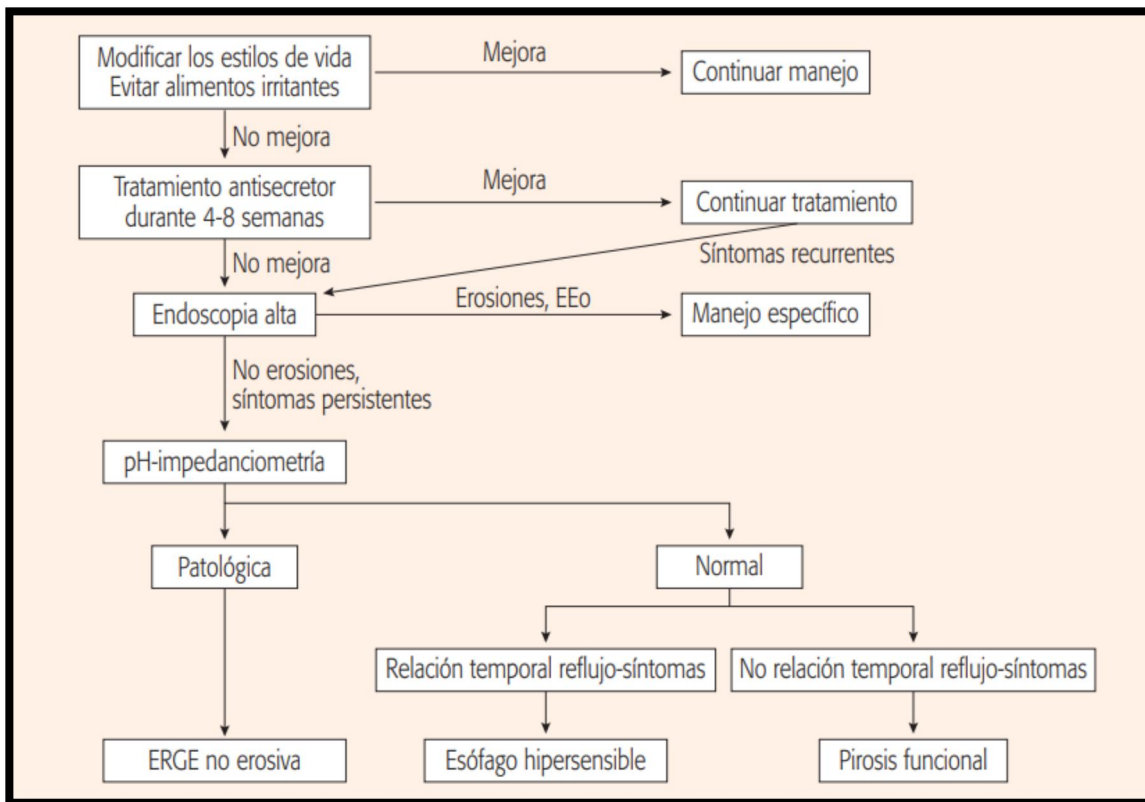 Modificar los estilos de vida
Evitar alimentos irritantes
Mejora
Continuar manejo
No mejora
Tratamiento antisecretor
durante 4-8 semanas
Mejora
Continuar tratamiento
No mejora
Síntomas recurrentes
Endoscopia alta
Erosiones, EEo
Manejo específico
No erosiones,
síntomas persistentes
pH-impedanciometría
Patológica
Normal
Relación temporal reflujo-síntomas
No relación temporal reflujo-síntomas
ERGE no erosiva
Esófago hipersensible
Pirosis funcional